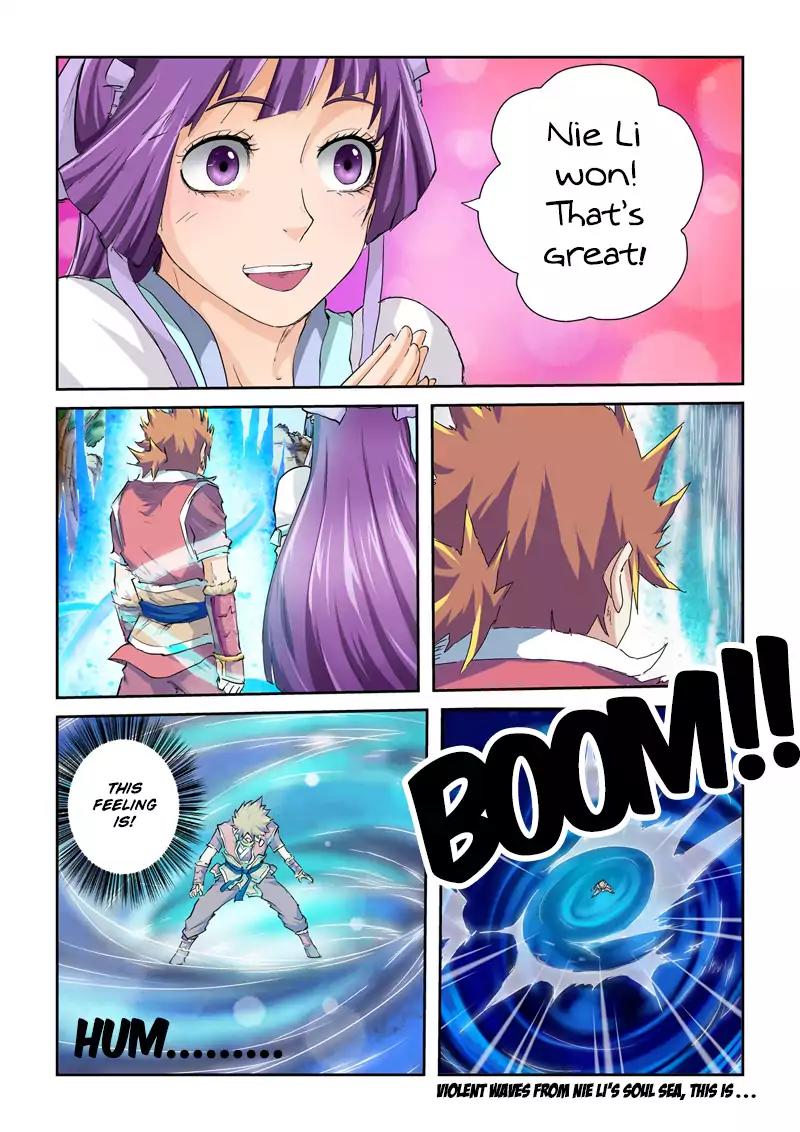 Nie Li
won!
That's
Great!
BOOM!!
THIS
FEELING
IS!
HUM.........
VIOLENT WAVES FROM NIE LI'S SOUL SEA, THIS IS ...